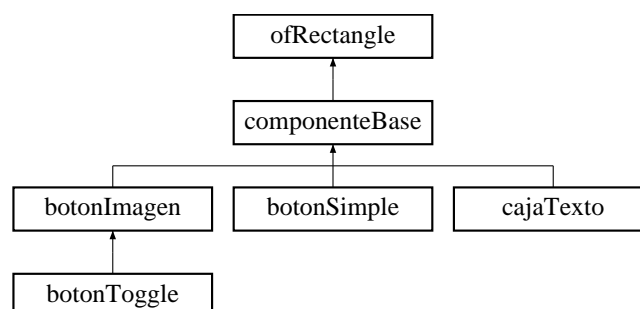 ofRectangle
componenteBase
botonImagen
botonSimple
cajaTexto
botonToggle